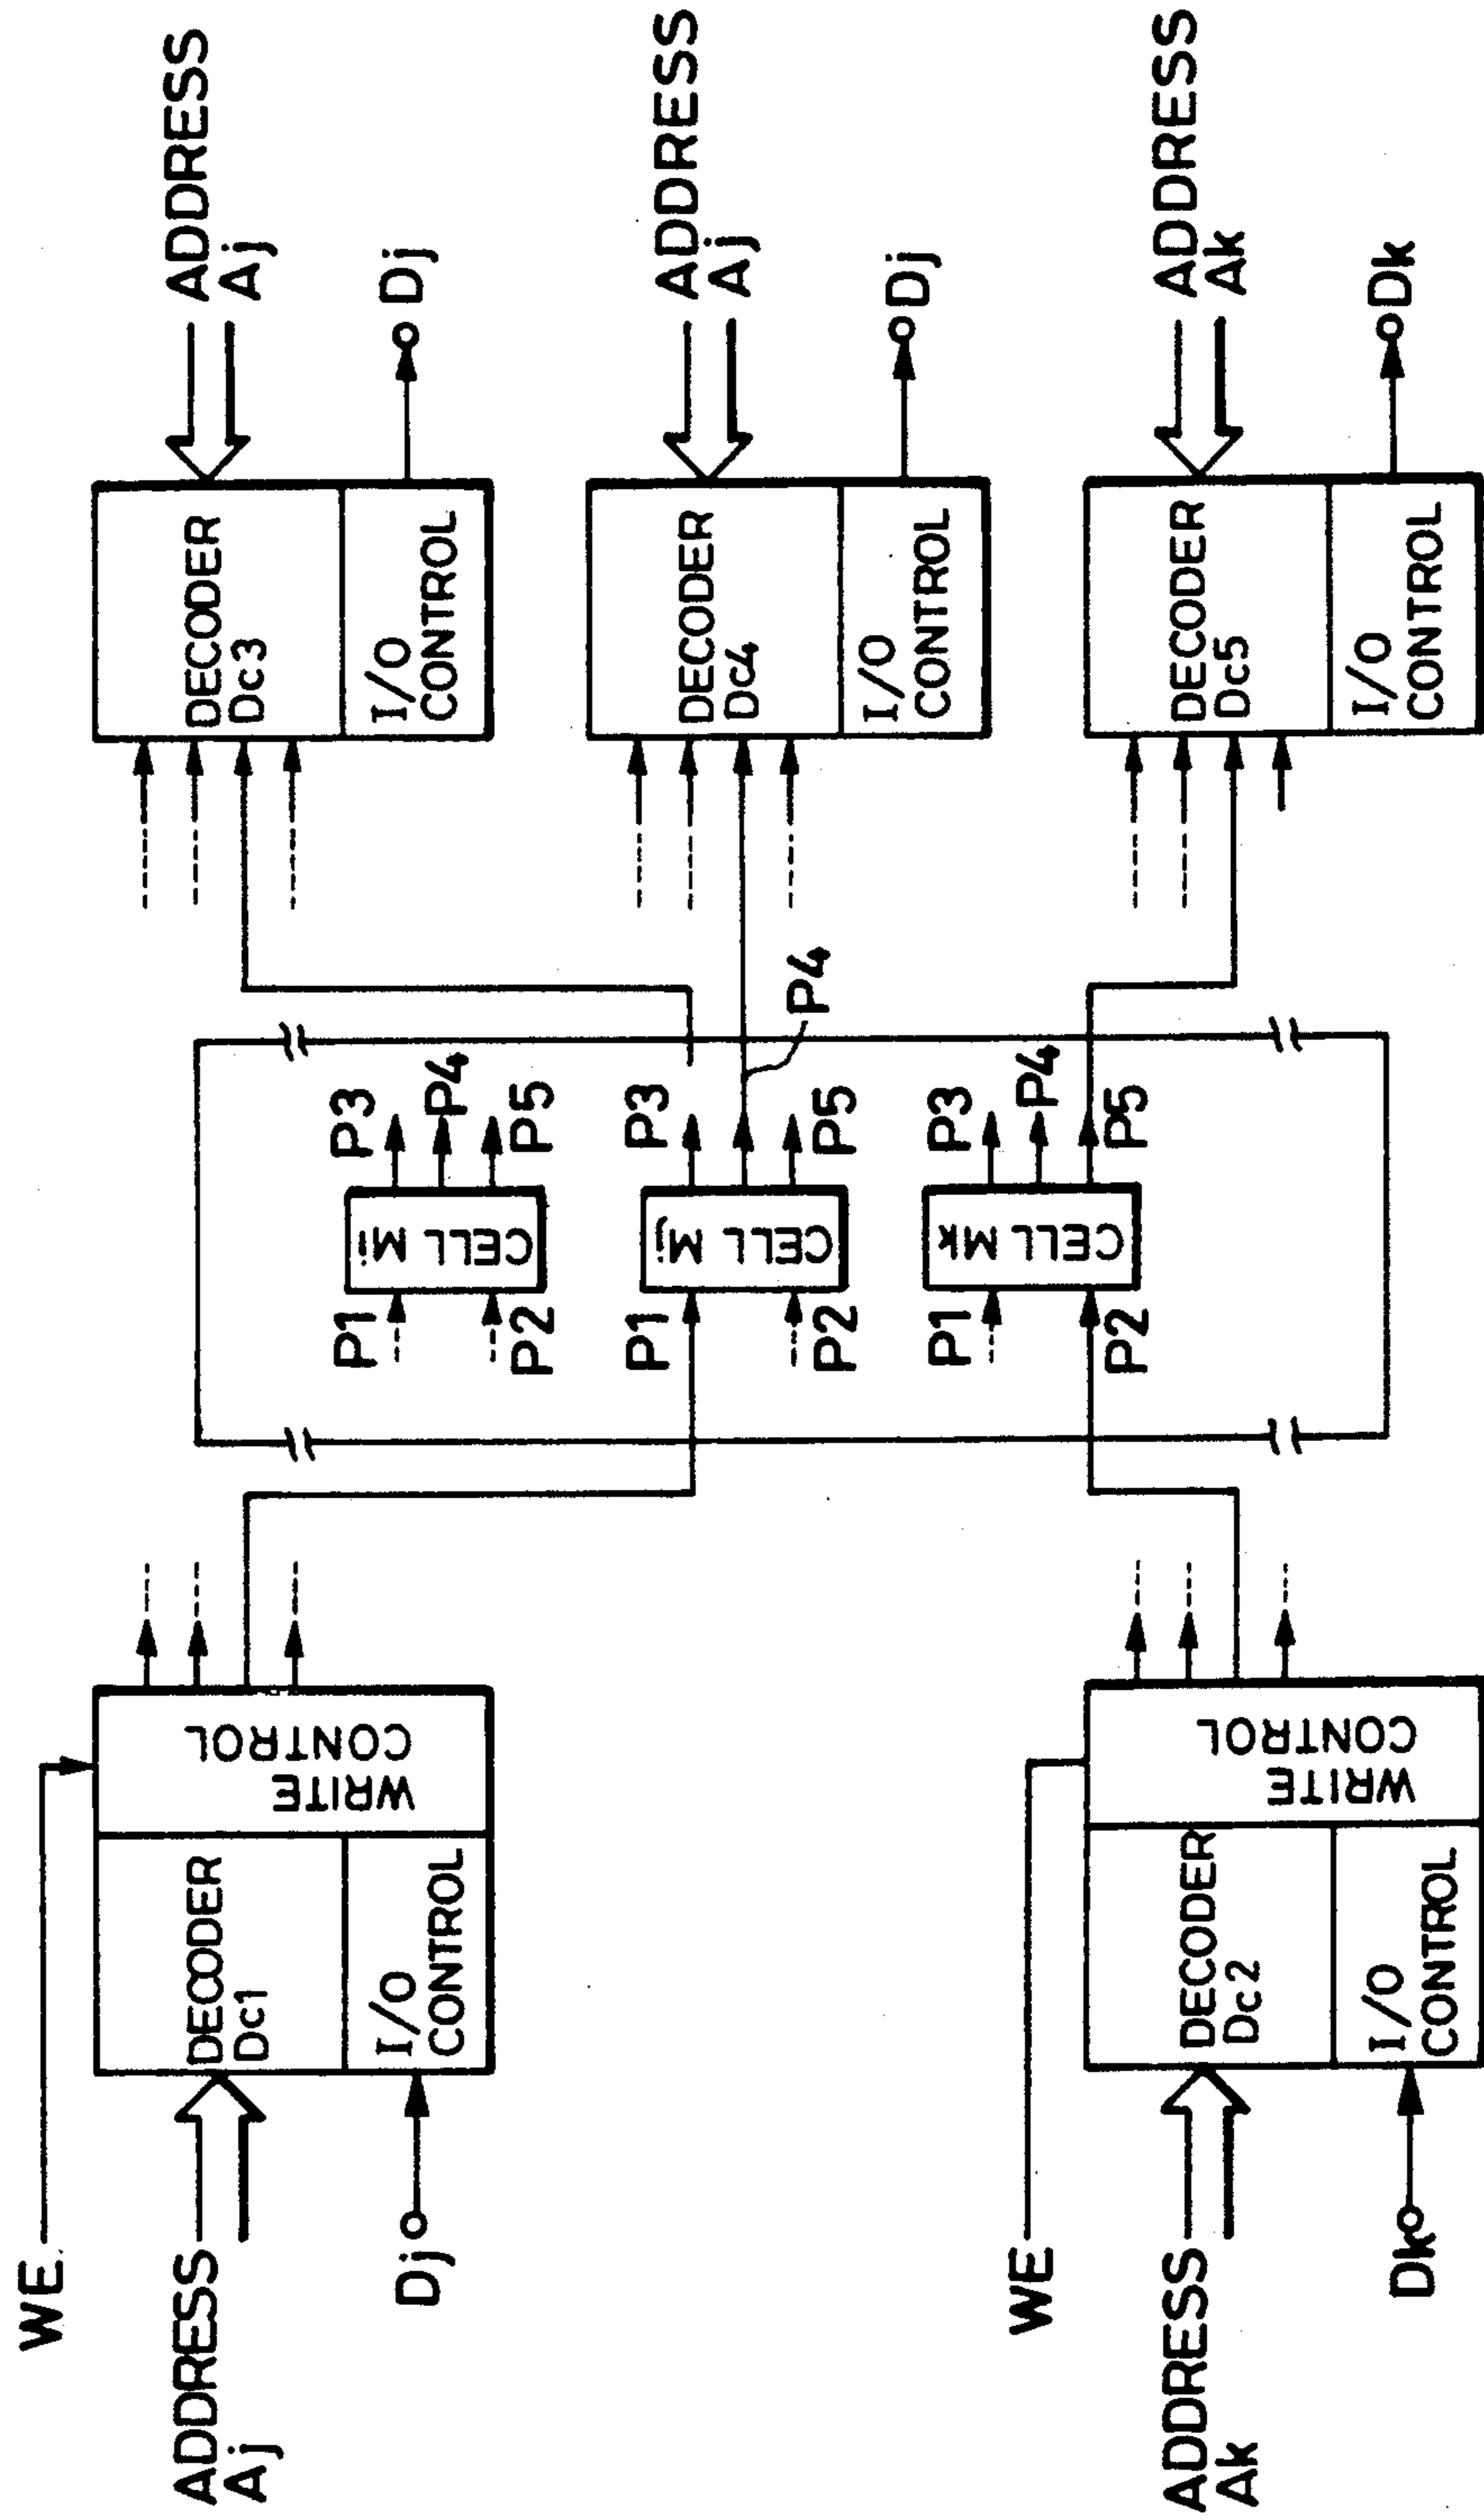 WE
ADDRESS
Aj
Dj
DECODER
Dc1
I/O
CONTROL
WRITE
CONTROL
WE
ADDRESS
Ak
Dk
DECODER
Dc2
I/O
CONTROL
WRITE
CONTROL
P1
P2
CELL Mi
P3
P4
P5
P1
P2
CELL Mj
P3
P4
P5
P1
P2
CELL Mk
P3
P4
P5
DECODER
Dc3
I/O
CONTROL
ADDRESS
Aj
Dj
DECODER
Dc4
I/O
CONTROL
ADDRESS
Aj
Dj
DECODER
Dc5
I/O
CONTROL
ADDRESS
Ak
Dk